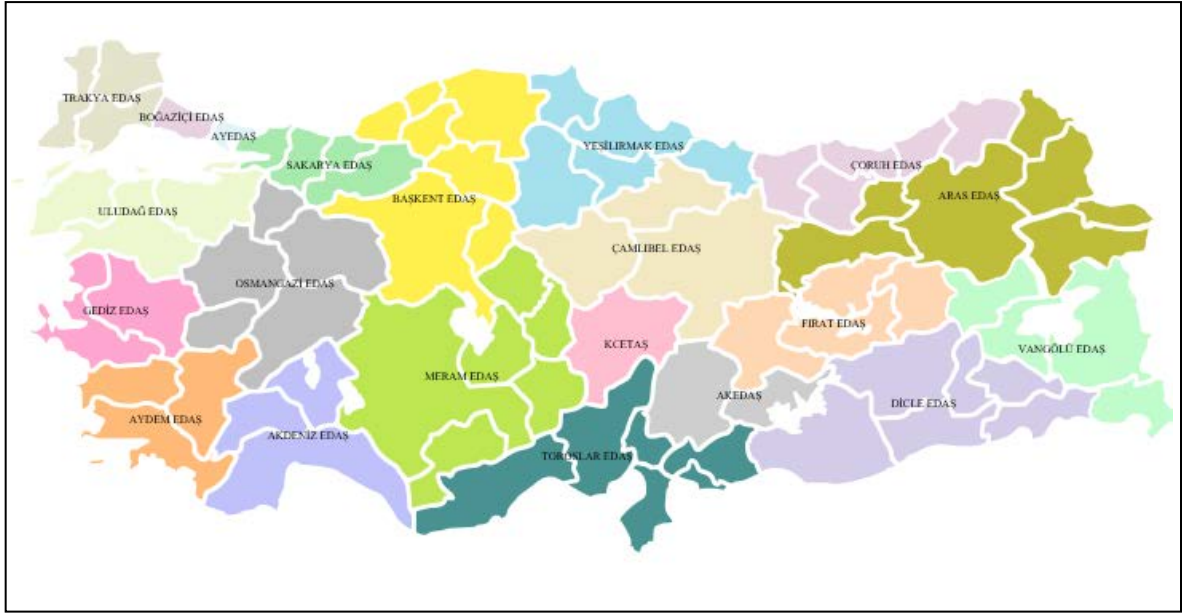 TRAKYA EDAŞ
BOĞAZİÇİ EDAŞ
AYEDAŞ
SAKARYA EDAŞ
YEŞİLIRMAK EDAŞ
ÇORUH EDAŞ
BAŞKENT EDAŞ
ARAS EDAŞ
ULUDAĞ EDAŞ
ÇAMLIBEL EDAŞ
OSMANGAZİ EDAŞ
GEDİZ EDAŞ
FIRAT EDAŞ
KCETAŞ
VANGÖLÜ EDAŞ
MERAM EDAŞ
AKEDAŞ
DİCLE EDAŞ
AYDEM EDAŞ
AKDENİZ EDAŞ
TOROSLAR EDAŞ